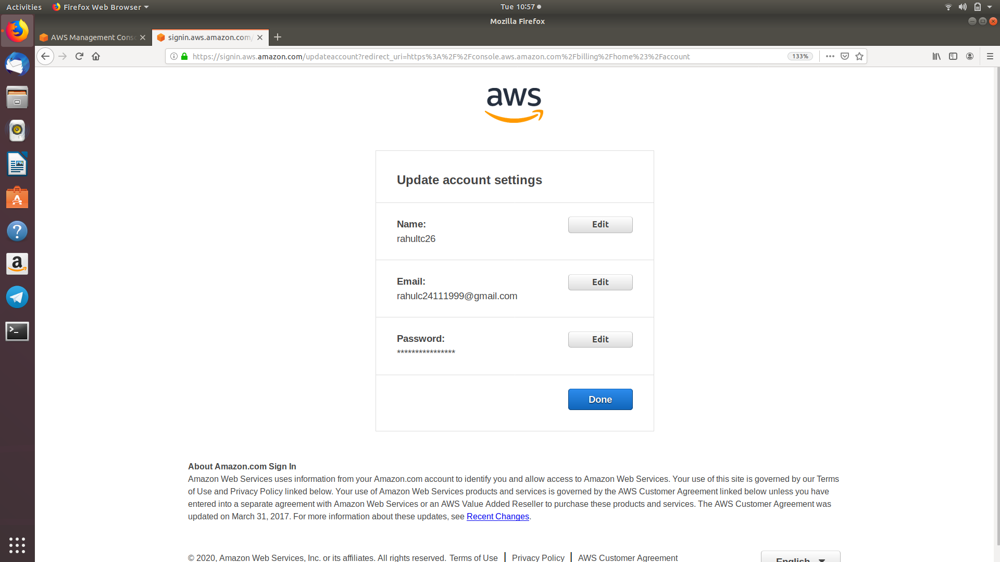 Activities
Firefox Web Browser
Tue 10:57
Mozilla Firefox
AWS Management Cons
signin.aws.amazon.com/
https://signin.aws.amazon.com/updateaccount?redirect_uri=https%3A%2F%2Fconsole.aws.amazon.com%2Fbilling%2Fhome%23%2Faccount
133%
aws
Update account settings
Name:
Edit
rahultc26
Email:
Edit
rahulc24111999@gmail.com
Password:
Edit
****************
Done
About Amazon.com Sign In
Amazon Web Services uses information from your Amazon.com account to identify you and allow access to Amazon Web Services. Your use of this site is governed by our Terms
of Use and Privacy Policy linked below. Your use of Amazon Web Services products and services is governed by the AWS Customer Agreement linked below unless you have
entered into a separate agreement with Amazon Web Services or an AWS Value Added Reseller to purchase these products and services. The AWS Customer Agreement was
updated on March 31, 2017. For more information about these updates, see Recent Changes.
© 2020, Amazon Web Services, Inc. or its affiliates. All rights reserved. Terms of Use | Privacy Policy | AWS Customer Agreement
English